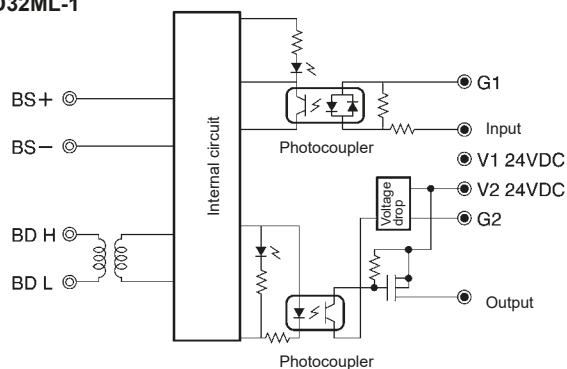 D32ML-1
BS+
BS−
BD H
BD L
Internal circuit
Photocoupler
G1
Input
V1 24VDC
V2 24VDC
G2
Voltage
drop
Output
Photocoupler